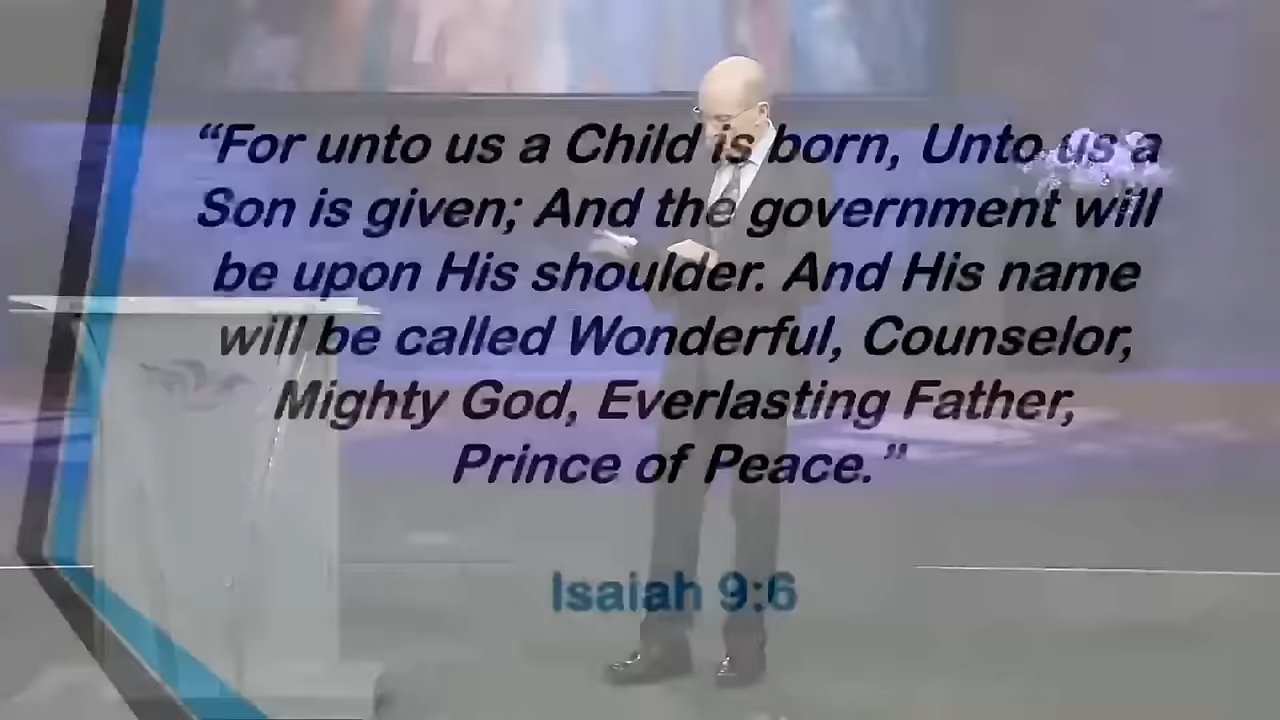 “For unto us a Child is born, Unto us a
Son is given; And the government will
be upon His shoulder. And His name
will be called Wonderful, Counselor,
Mighty God, Everlasting Father,
Prince of Peace.”
Isaiah 9:6